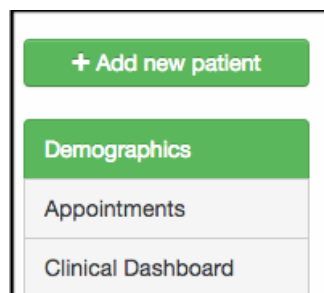 + Add new patient
Demographics
Appointments
Clinical Dashboard